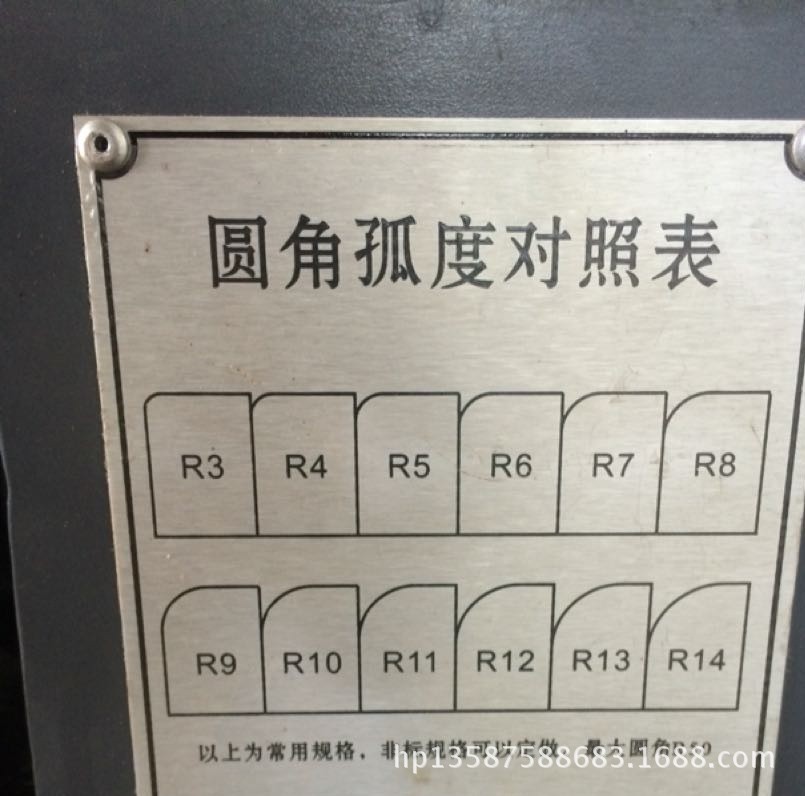 圆角孤度对照表
R3 R4 R5 R6 R7 R8
R9 R10 R11 R12 R13 R14
以上为常用规格，非标规格可以定做，最大圆角
hp13587588683.1688.com